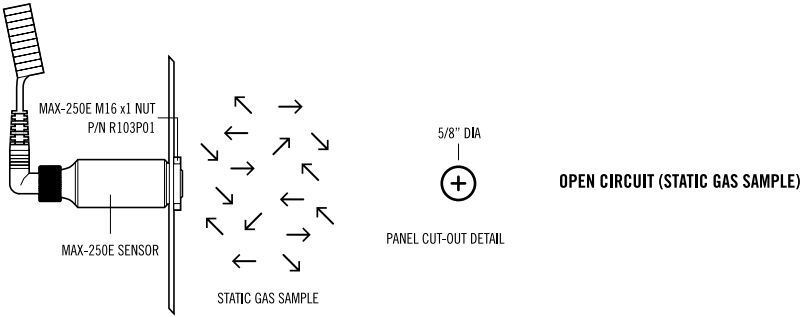 MAX-250E M16 x1 NUT
P/N R103P01
MAX-250E SENSOR
STATIC GAS SAMPLE
5/8” DIA
PANEL CUT-OUT DETAIL
OPEN CIRCUIT (STATIC GAS SAMPLE)